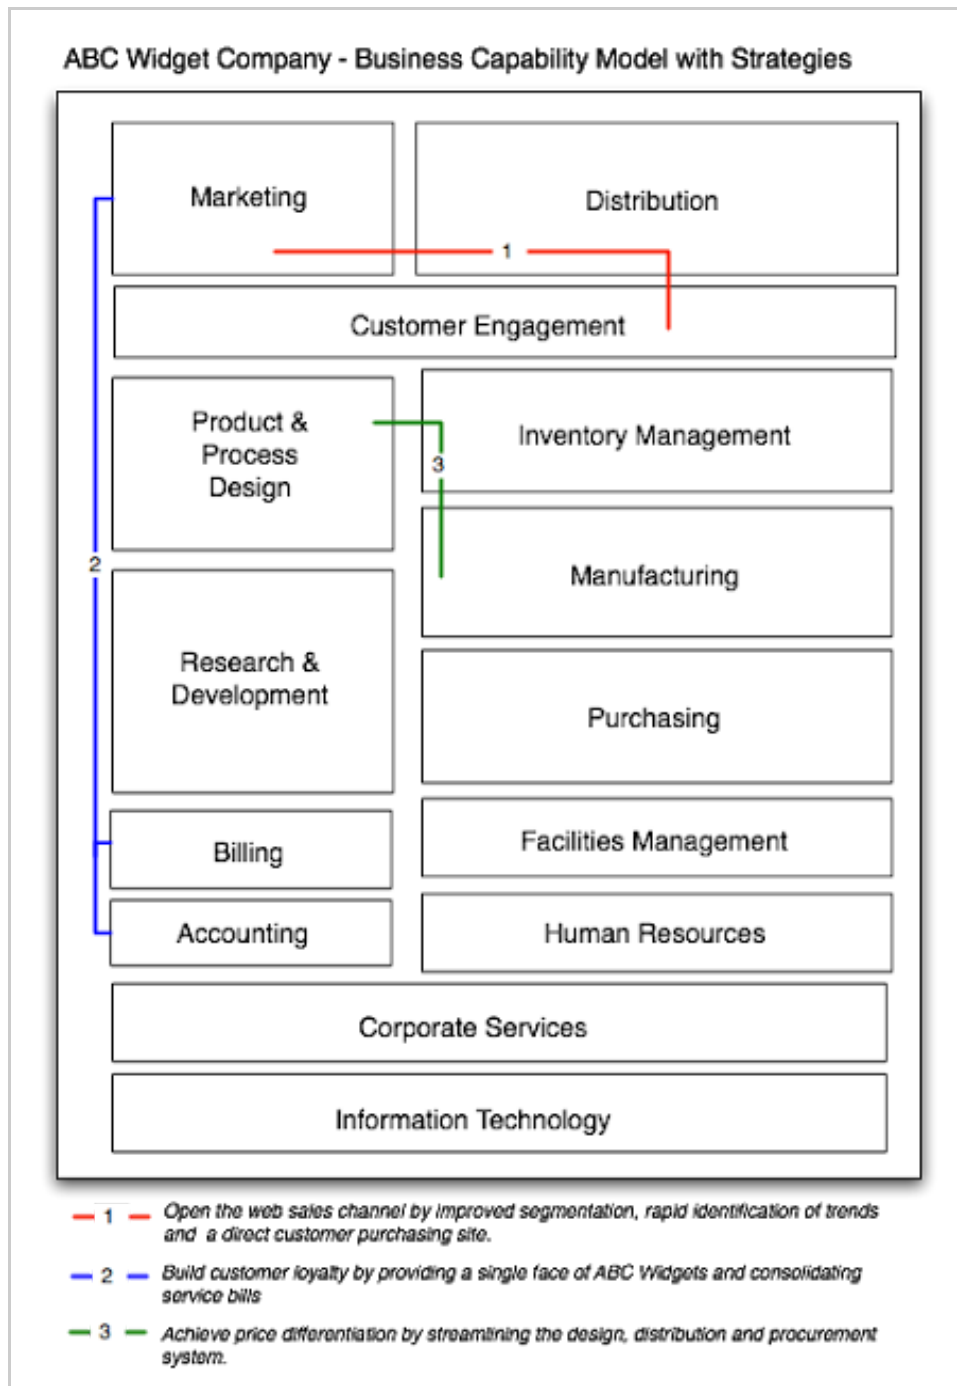 ABC Widget Company - Business Capability Model with Strategies
Marketing
Distribution
1
Customer Engagement
Product &
Process
Design
Inventory Management
3
Manufacturing
2
Research &
Development
Purchasing
Billing
Facilities Management
Accounting
Human Resources
Corporate Services
Information Technology
1 Open the web sales channel by improved segmentation, rapid identification of trends
and a direct customer purchasing site.
2 Build customer loyalty by providing a single face of ABC Widgets and consolidating
service bills
3 Achieve price differentiation by streamlining the design, distribution and procurement
system.